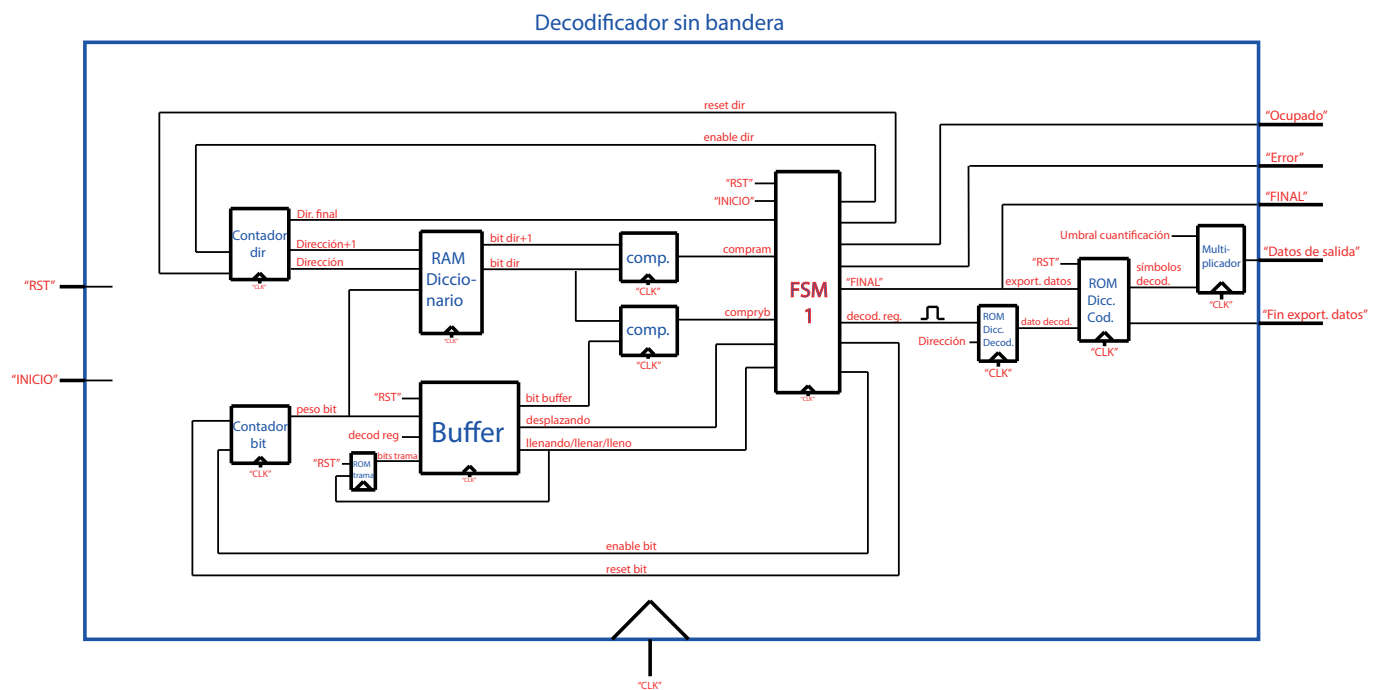 Decodificador sin bandera
reset dir
enable dir
"Ocupado"
"Error"
"RST"
"INICIO"
"FINAL"
Contador
dir
"CLK"
Dir. final
Dirección+1
Dirección
RAM
Diccio-
nario
"CLK"
bit dir+1
bit dir
comp.
"CLK"
compram
comp.
"CLK"
compryb
FSM
1
"CLK"
"FINAL"
export. datos
decod. reg.
Dirección
ROM
Dicc.
Decod.
"CLK"
dato decod.
"RST"
ROM
Dicc.
Cod.
"CLK"
Umbral cuantificación
símbolos
decod.
Multi-
plicador
"CLK"
"Datos de salida"
"Fin export. datos"
"RST"
"INICIO"
Contador
bit
"CLK"
peso bit
"RST"
decod reg
"RST"
ROM
trama
"CLK"
bits trama
Buffer
"CLK"
bit buffer
desplazando
llenando/llenar/lleno
enable bit
reset bit
"CLK"